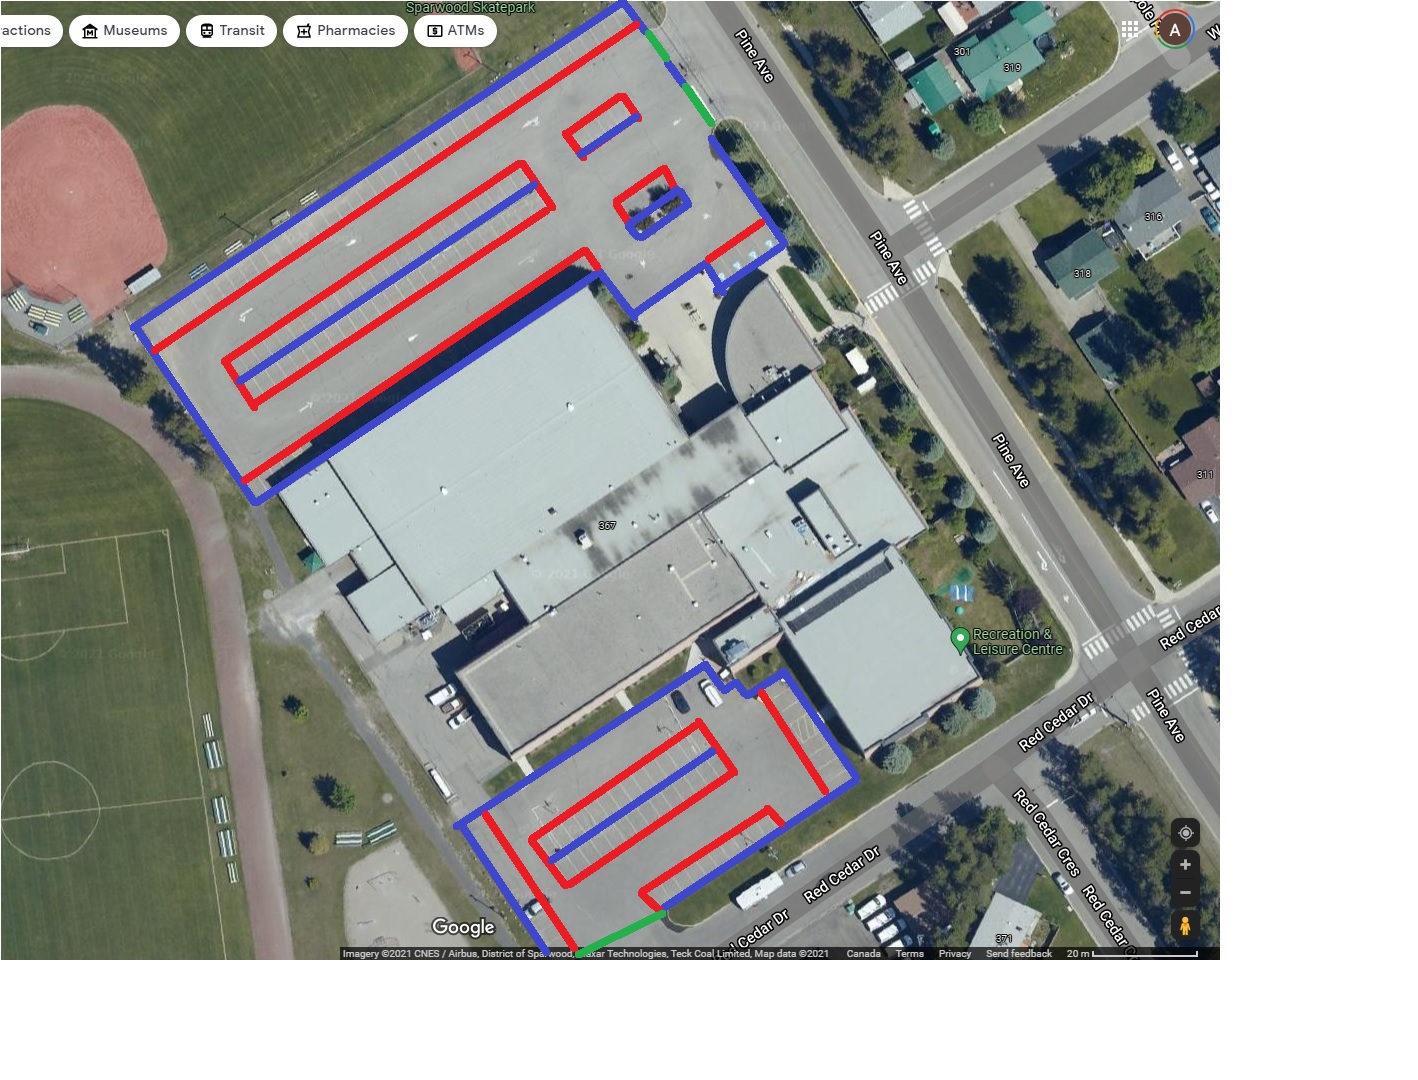 Sparwood Skatepark
actions
Museums
Transit
Pharmacies
ATMs
A
Pine Ave
301
319
316
318
Pine Ave
311
Pine Ave
367
Recreation &
Leisure Centre
Red Cedar
Pine Ave
Red Cedar Dr
Red Cedar Cres
Red Cedar Dr
Red Cedar C
d Cedar Dr
371
Google
Imagery ©2021 CNES / Airbus, District of Sparwood, Maxar Technologies, Teck Coal Limited, Map data ©2021
Canada
Terms
Privacy
Send feedback
20 m